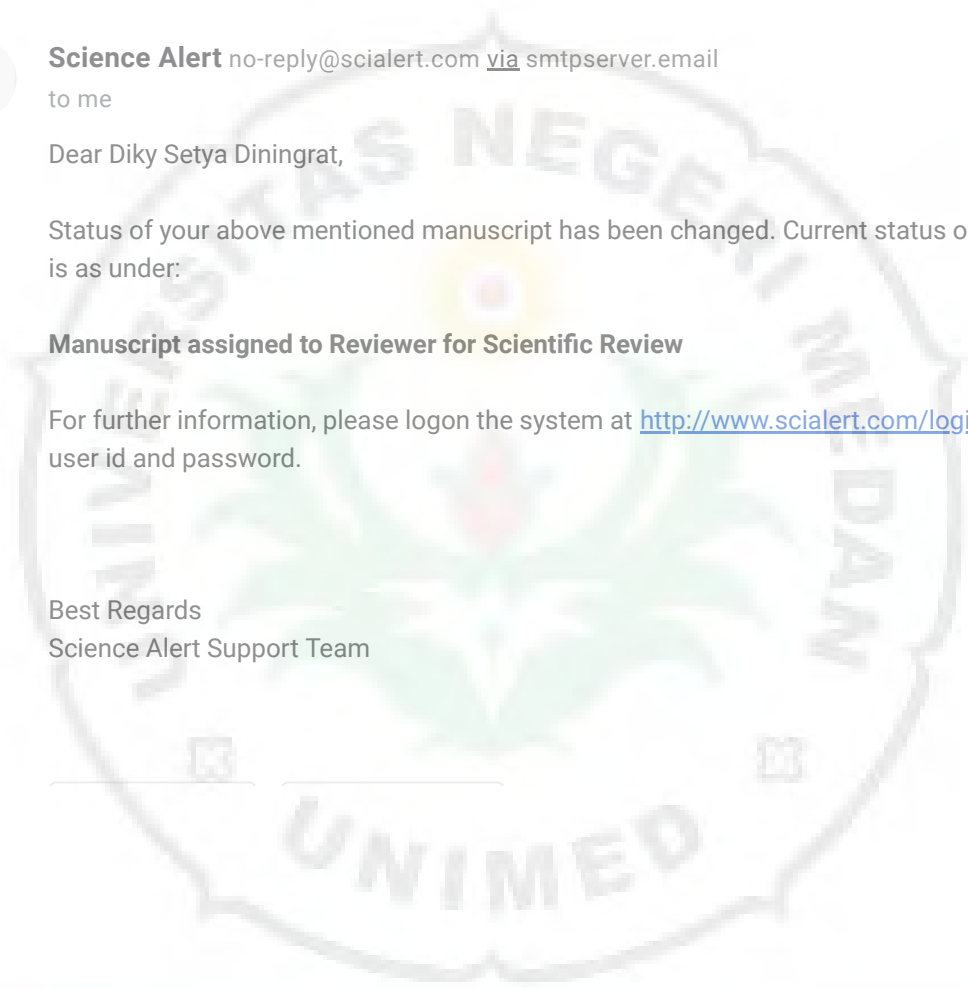 Science Alert no-reply@scialert.com via smtpserver.email
to me
Dear Diky Setya Diningrat,
Status of your above mentioned manuscript has been changed. Current status o
is as under:
Manuscript assigned to Reviewer for Scientific Review
For further information, please logon the system at http://www.scialert.com/logi
user id and password.
Best Regards
Science Alert Support Team
UNIVERSITAS NEGERI MEDAN
UNIMED